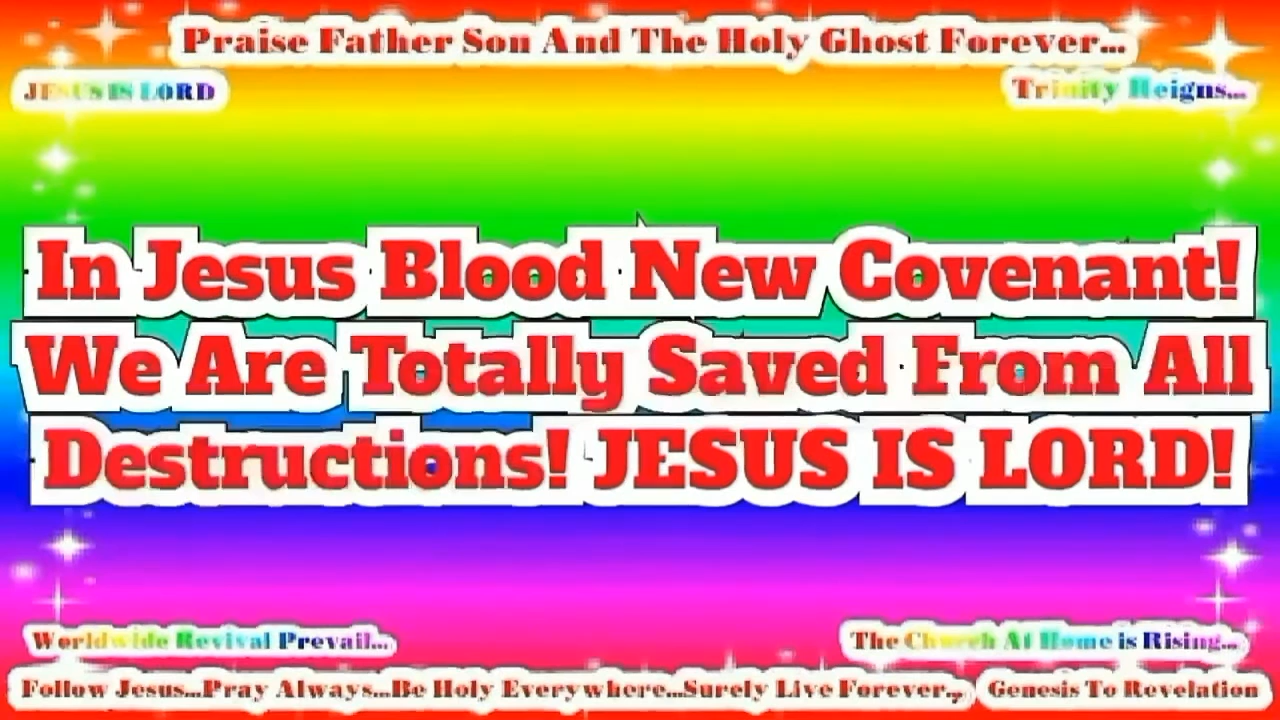 Praise Father Son And The Holy Ghost Forever...
JESUS IS LORD
Trinity Reigns...
In Jesus Blood New Covenant!
We Are Totally Saved From All
Destructions! JESUS IS LORD!
Worldwide Revival Prevail...
The Church At Home is Rising...
Follow Jesus...Pray Always...Be Holy Everywhere...Surely Live Forever..,
Genesis To Revelation